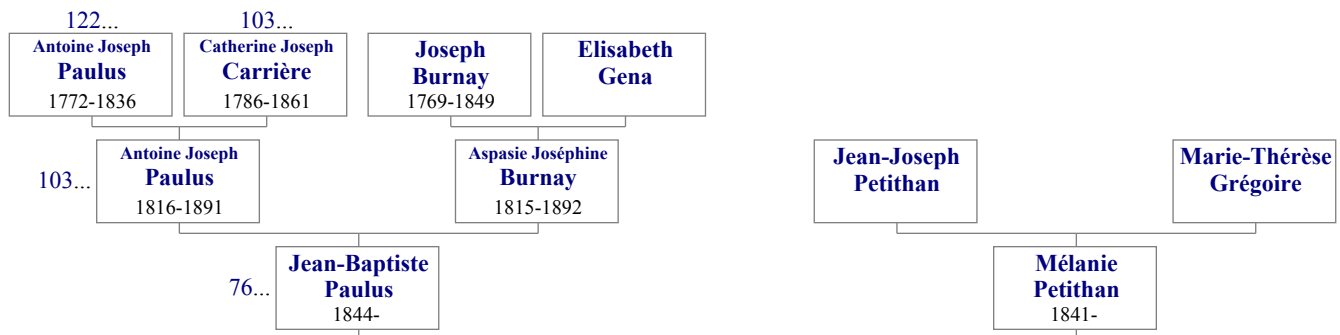 122...
103...
Antoine Joseph
Paulus
1772-1836
Catherine Joseph
Carrière
1786-1861
Joseph
Burnay
1769-1849
Elisabeth
Gena
103...
Antoine Joseph
Paulus
1816-1891
Aspasie Joséphine
Burnay
1815-1892
Jean-Joseph
Petithan
Marie-Thérèse
Grégoire
76...
Jean-Baptiste
Paulus
1844-
Mélanie
Petithan
1841-